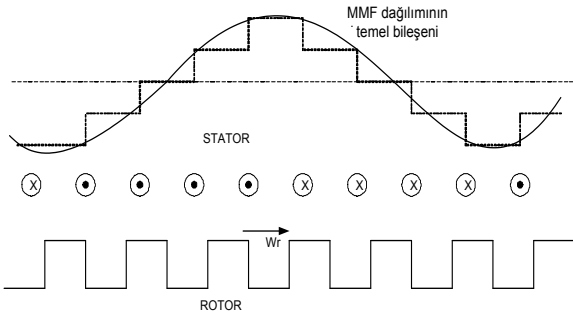 MMF dağılımının
temel bileşeni
STATOR
X X X X X
Wr
ROTOR